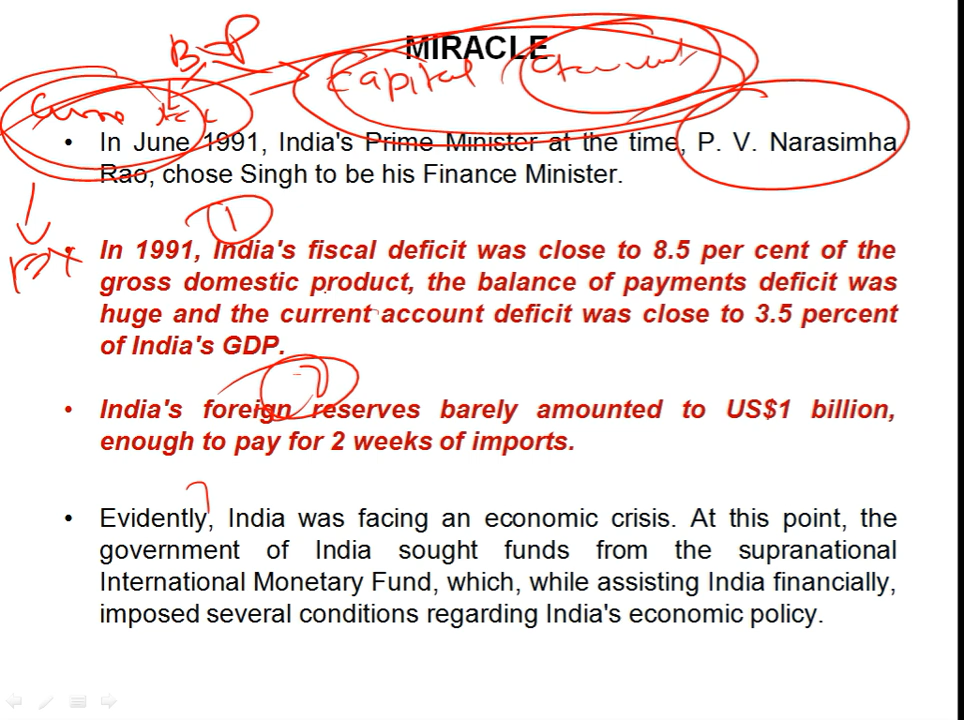 BOP
MIRACLE
Capital
• In June 1991, India's Prime Minister at the time, P. V. Narasimha
Rao, chose Singh to be his Finance Minister.
1
• In 1991, India's fiscal deficit was close to 8.5 per cent of the
gross domestic product, the balance of payments deficit was
huge and the current account deficit was close to 3.5 percent
of India's GDP.
• India's foreign reserves barely amounted to US$1 billion,
enough to pay for 2 weeks of imports.
• Evidently, India was facing an economic crisis. At this point, the
government of India sought funds from the supranational
International Monetary Fund, which, while assisting India financially,
imposed several conditions regarding India's economic policy.